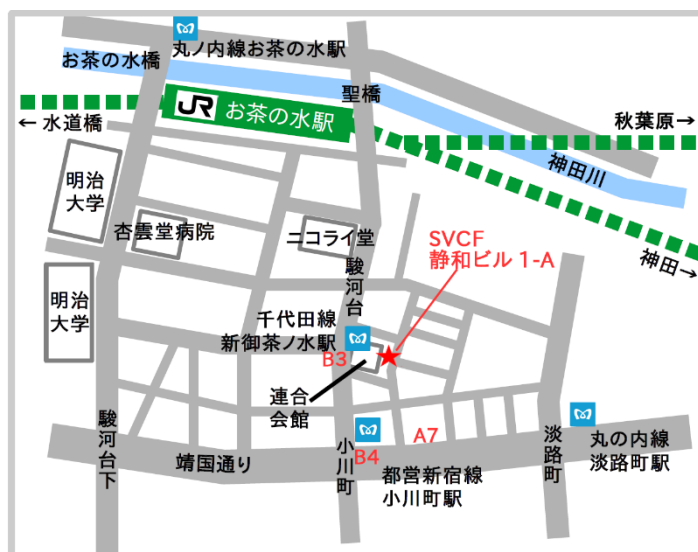 丸ノ内線お茶の水駅
お茶の水橋
聖橋
JR お茶の水駅
秋葉原→
← 水道橋
神田川
明治
大学
杏雲堂病院
ニコライ堂
SVCF
静和ビル 1-A
神田→
駿河台
明治
大学
千代田線
新御茶ノ水駅
B3
連合
会館
A7
駿河台下
靖国通り
小川町
B4
都営新宿線
小川町駅
淡路町
丸の内線
淡路町駅